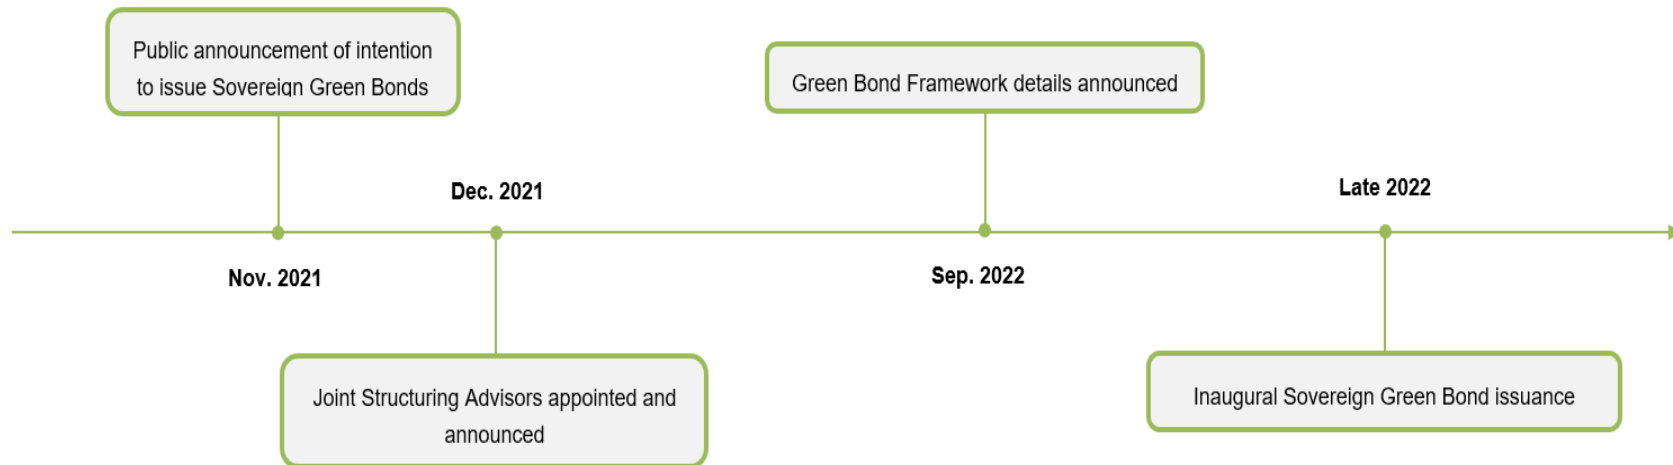 Public announcement of intention
to issue Sovereign Green Bonds
Green Bond Framework details announced
Dec. 2021
Late 2022
Nov. 2021
Sep. 2022
Joint Structuring Advisors appointed and
announced
Inaugural Sovereign Green Bond issuance